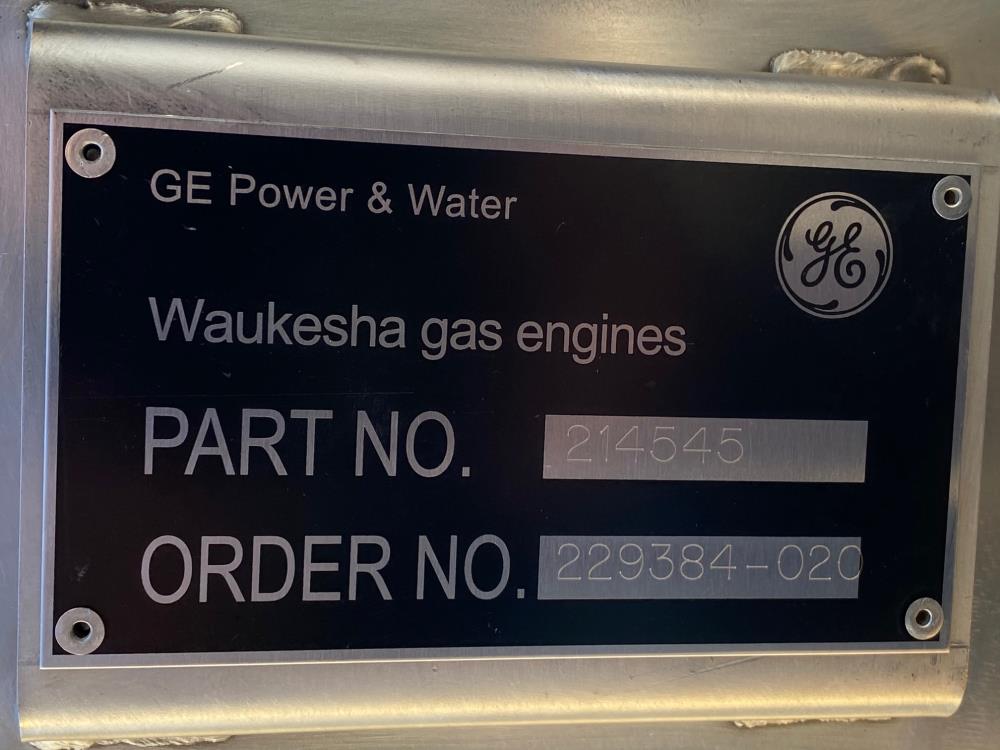 GE Power & Water
GE
Waukesha gas engines
PART NO. 214545
ORDER NO. 229384-020